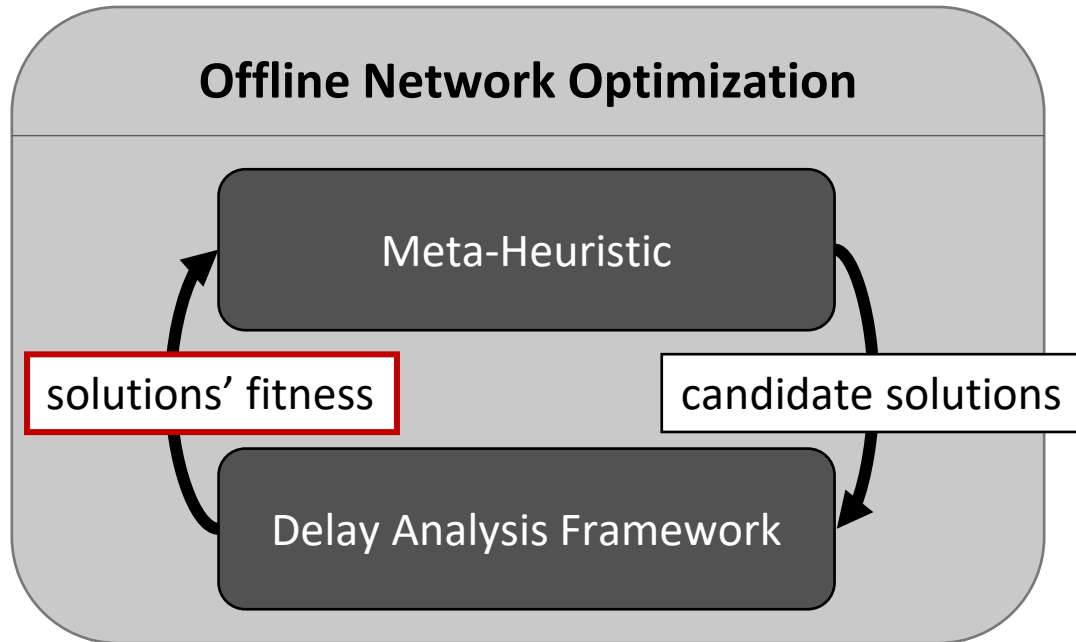 Offline Network Optimization
Meta-Heuristic
solutions’ fitness
candidate solutions
Delay Analysis Framework